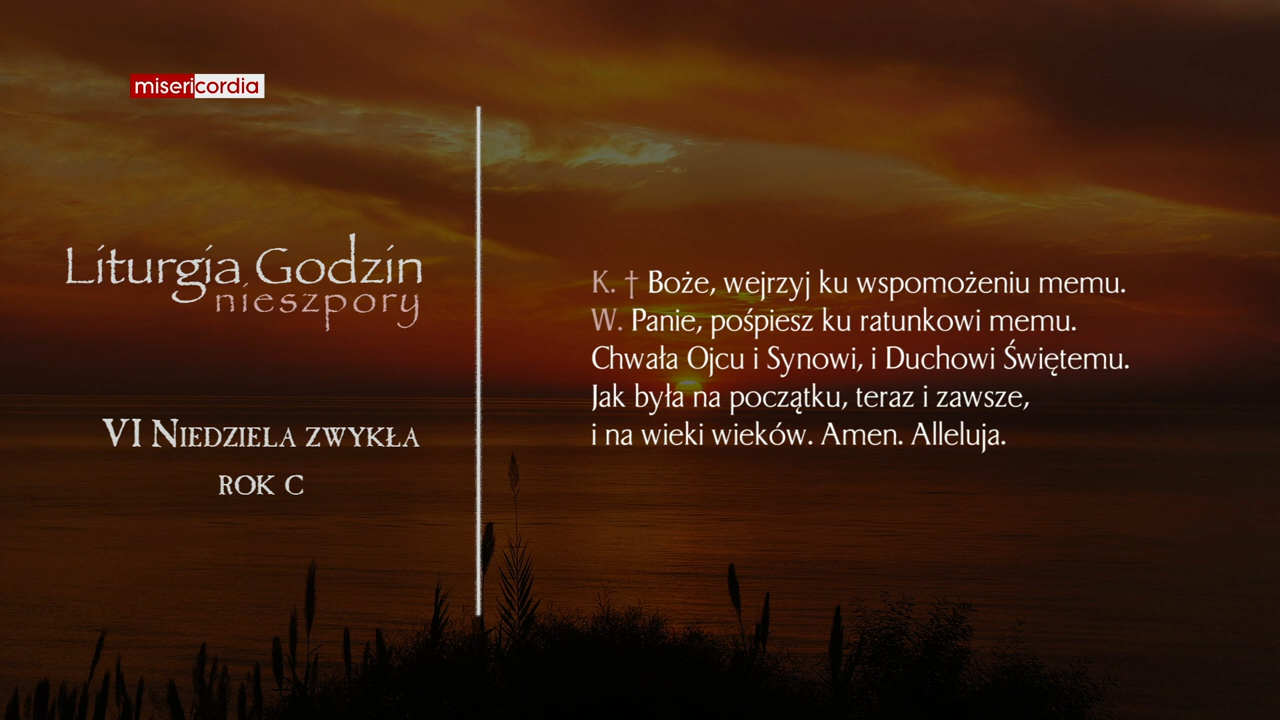 misericordia
Liturgia Godzin
nieszpory
VI Niedziela zwykła
rok C
K. † Boże, wejrzyj ku wspomożeniu memu.
W. Panie, pośpiesz ku ratunkowi memu.
Chwała Ojcu i Synowi, i Duchowi Świętemu.
Jak była na początku, teraz i zawsze,
i na wieki wieków. Amen. Alleluja.